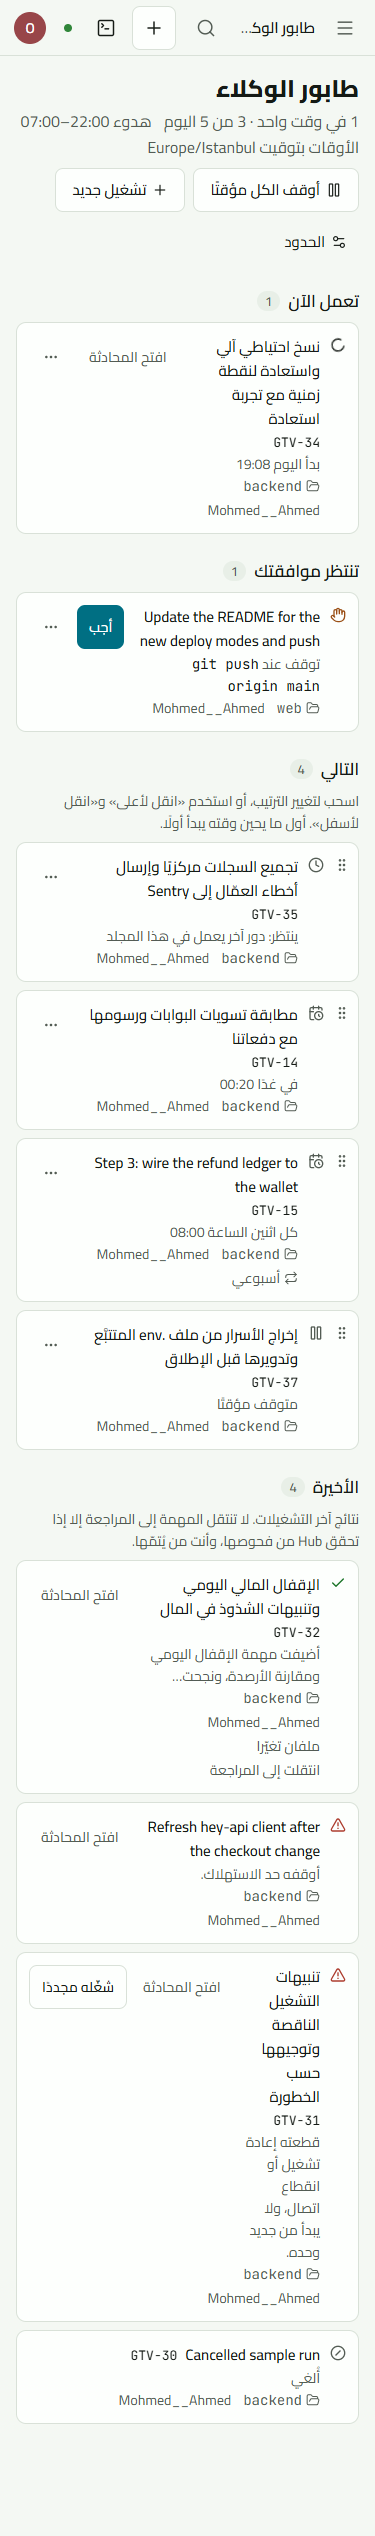 طابور الوك...
O
طابور الوكلاء
1 في وقت واحد · 3 من 5 اليوم هدوء 22:00–07:00
الأوقات بتوقيت Europe/Istanbul
أوقف الكل مؤقتًا
تشغيل جديد
الحدود
تعمل الآن 1
نسخ احتياطي آلي
واستعادة لنقطة
زمنية مع تجربة
استعادة
GTV-34
بدأ اليوم 19:08
backend
Mohmed__Ahmed
افتح المحادثة
تنتظر موافقتك 1
Update the README for the
new deploy modes and push
توقف عند git push
origin main
web Mohmed__Ahmed
أجب
التالي 4
اسحب لتغيير الترتيب، أو استخدم «انقل لأعلى» و«انقل
لأسفل». أول ما يحين وقته يبدأ أولًا.
تجميع السجلات مركزيًا وإرسال
أخطاء العمّال إلى Sentry
GTV-35
ينتظر: دور آخر يعمل في هذا المجلد
backend Mohmed__Ahmed
مطابقة تسويات البوابات ورسومها
مع دفعاتنا
GTV-14
في غدًا 00:20
backend Mohmed__Ahmed
Step 3: wire the refund ledger to
the wallet
GTV-15
كل اثنين الساعة 08:00
backend Mohmed__Ahmed
أسبوعي
إخراج الأسرار من ملف .env المتتبَّع
وتدويرها قبل الإطلاق
GTV-37
متوقف مؤقتًا
backend Mohmed__Ahmed
الأخيرة 4
نتائج آخر التشغيلات. لا تنتقل المهمة إلى المراجعة إلا إذا
تحقق Hub من فحوصها، وأنت من يُتمّها.
الإقفال المالي اليومي
وتنبيهات الشذوذ في المال
GTV-32
أضيفت مهمة الإقفال اليومي
ومقارنة الأرصدة، ونجحت...
backend
Mohmed__Ahmed
ملفان تغيّرا
انتقلت إلى المراجعة
افتح المحادثة
Refresh hey-api client after
the checkout change
أوقفه حد الاستهلاك.
backend
Mohmed__Ahmed
افتح المحادثة
تنبيهات
التشغيل
الناقصة
وتوجيهها
حسب
الخطورة
GTV-31
قطعته إعادة
تشغيل أو
انقطاع
اتصال، ولا
يبدأ من جديد
وحده.
backend
Mohmed__Ahmed
افتح المحادثة
شغّله مجددًا
Cancelled sample run GTV-30
أُلغي
backend Mohmed__Ahmed